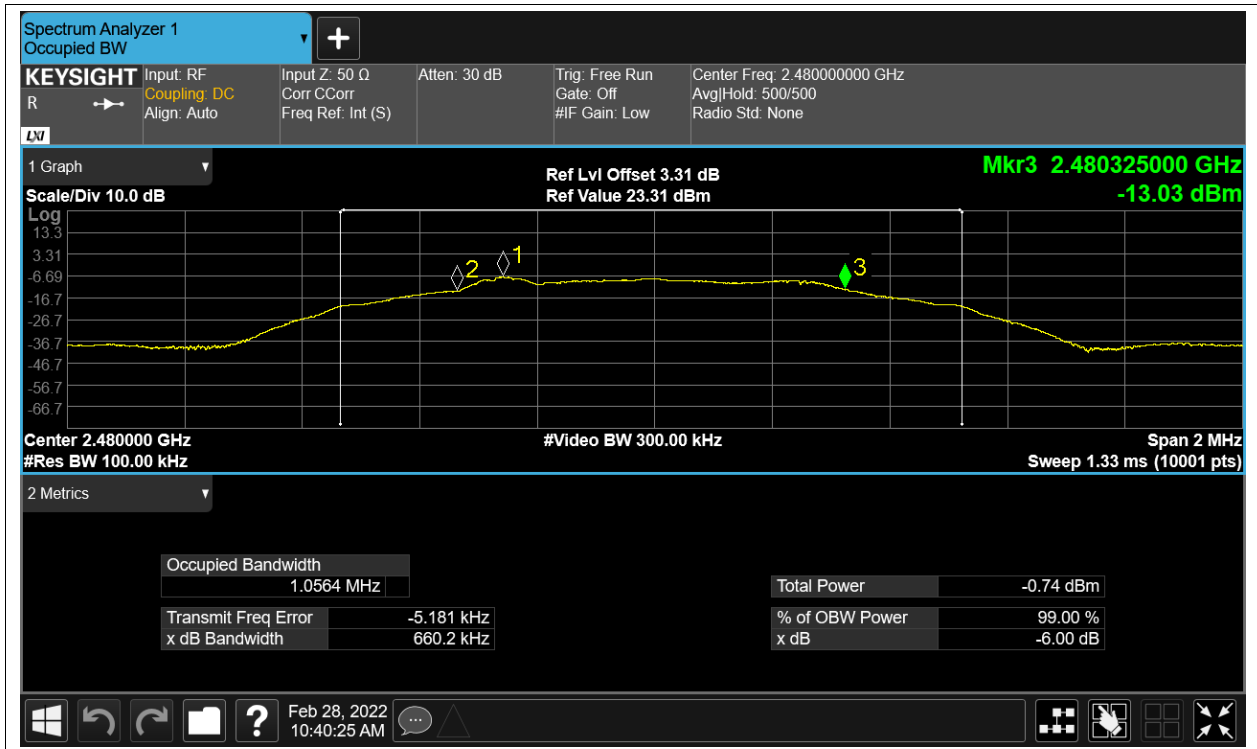 Spectrum Analyzer 1
Occupied BW
KEYSIGHT Input: RF Input Z: 50 Ω Atten: 30 dB Trig: Free Run Center Freq: 2.480000000 GHz
R Coupling: DC Corr CCorr Gate: Off Avg|Hold: 500/500
Align: Auto Freq Ref: Int (S) #IF Gain: Low Radio Std: None
LXI
1 Graph Ref Lvl Offset 3.31 dB Mkr3 2.480325000 GHz
Scale/Div 10.0 dB Ref Value 23.31 dBm -13.03 dBm
Log
13.3
3.31
-6.69
-16.7
-26.7
-36.7
-46.7
-56.7
-66.7
2 1 3
Center 2.480000 GHz #Video BW 300.00 kHz Span 2 MHz
#Res BW 100.00 kHz Sweep 1.33 ms (10001 pts)
2 Metrics
Occupied Bandwidth
1.0564 MHz Total Power -0.74 dBm
Transmit Freq Error -5.181 kHz % of OBW Power 99.00 %
x dB Bandwidth 660.2 kHz x dB -6.00 dB
? Feb 28, 2022
10:40:25 AM